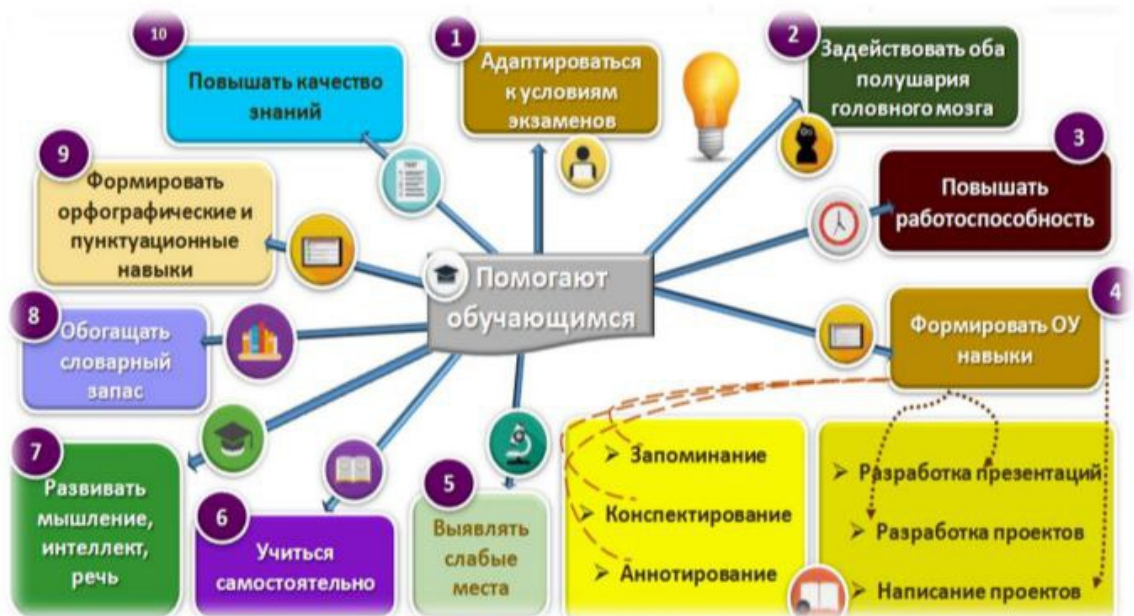 Помогают
обучающимся
1
Адаптироваться
к условиям
экзаменов
2
Задействовать оба
полушария
головного мозга
3
Повышать
работоспособность
4
Формировать ОУ
навыки
Запоминание
Конспектирование
Аннотирование
Разработка презентаций
Разработка проектов
Написание проектов
5
Выявлять
слабые
места
6
Учиться
самостоятельно
7
Развивать
мышление,
интеллект,
речь
8
Обогащать
словарный
запас
9
Формировать
орфографические и
пунктуационные
навыки
10
Повышать качество
знаний